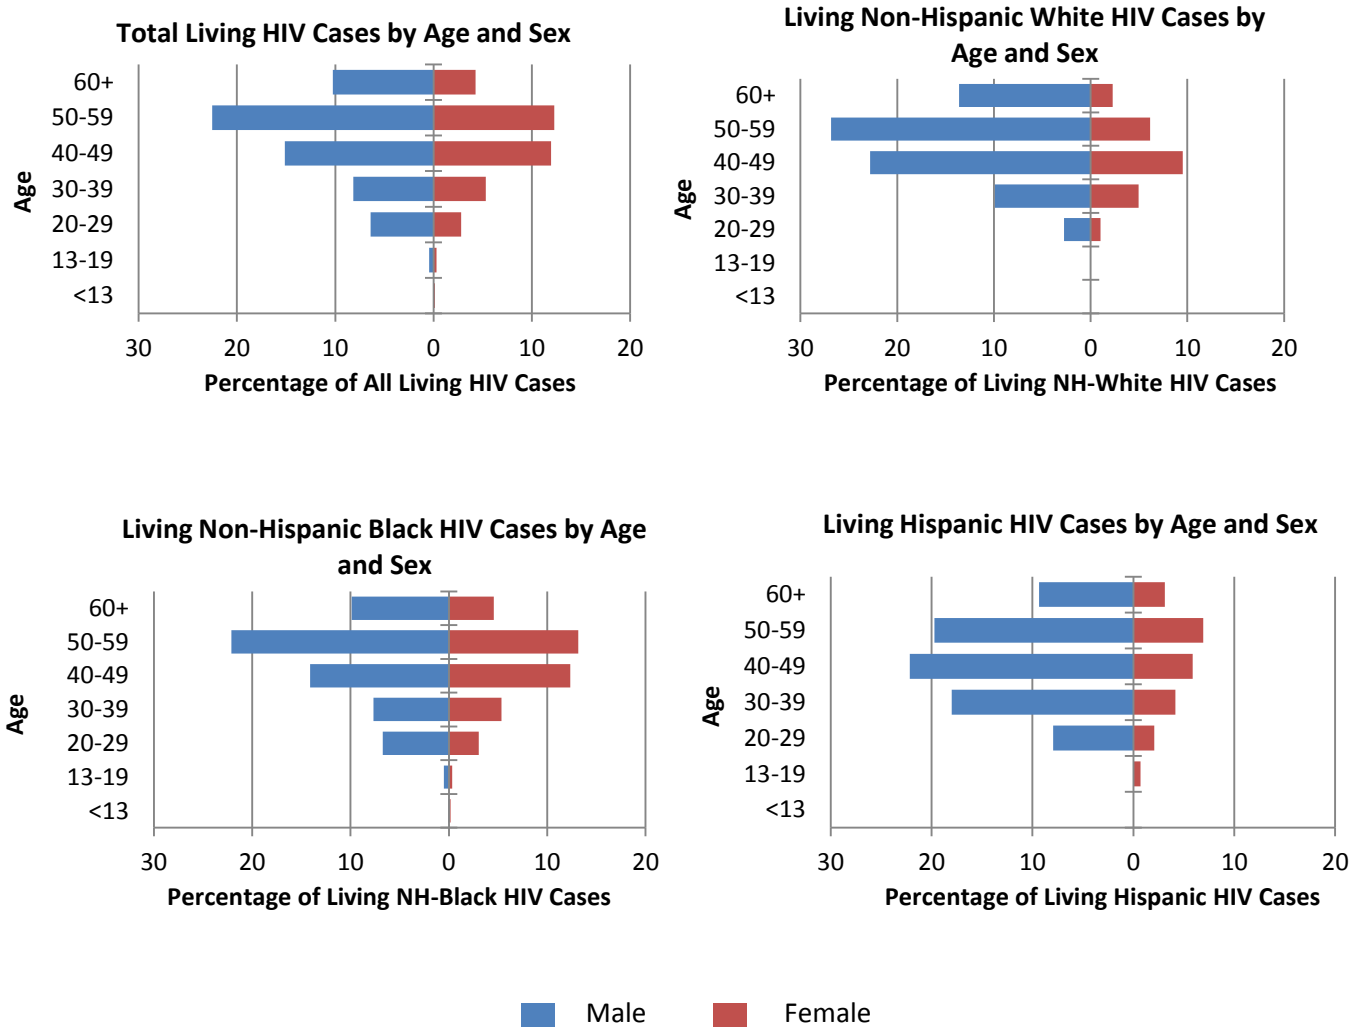 Total Living HIV Cases by Age and Sex
Age
60+
50-59
40-49
30-39
20-29
13-19
<13
30 20 10 0 10 20
Percentage of All Living HIV Cases
Living Non-Hispanic White HIV Cases by
Age and Sex
Age
60+
50-59
40-49
30-39
20-29
13-19
<13
30 20 10 0 10 20
Percentage of Living NH-White HIV Cases
Living Non-Hispanic Black HIV Cases by Age
and Sex
Age
60+
50-59
40-49
30-39
20-29
13-19
<13
30 20 10 0 10 20
Percentage of Living NH-Black HIV Cases
Living Hispanic HIV Cases by Age and Sex
Age
60+
50-59
40-49
30-39
20-29
13-19
<13
30 20 10 0 10 20
Percentage of Living Hispanic HIV Cases
Male Female